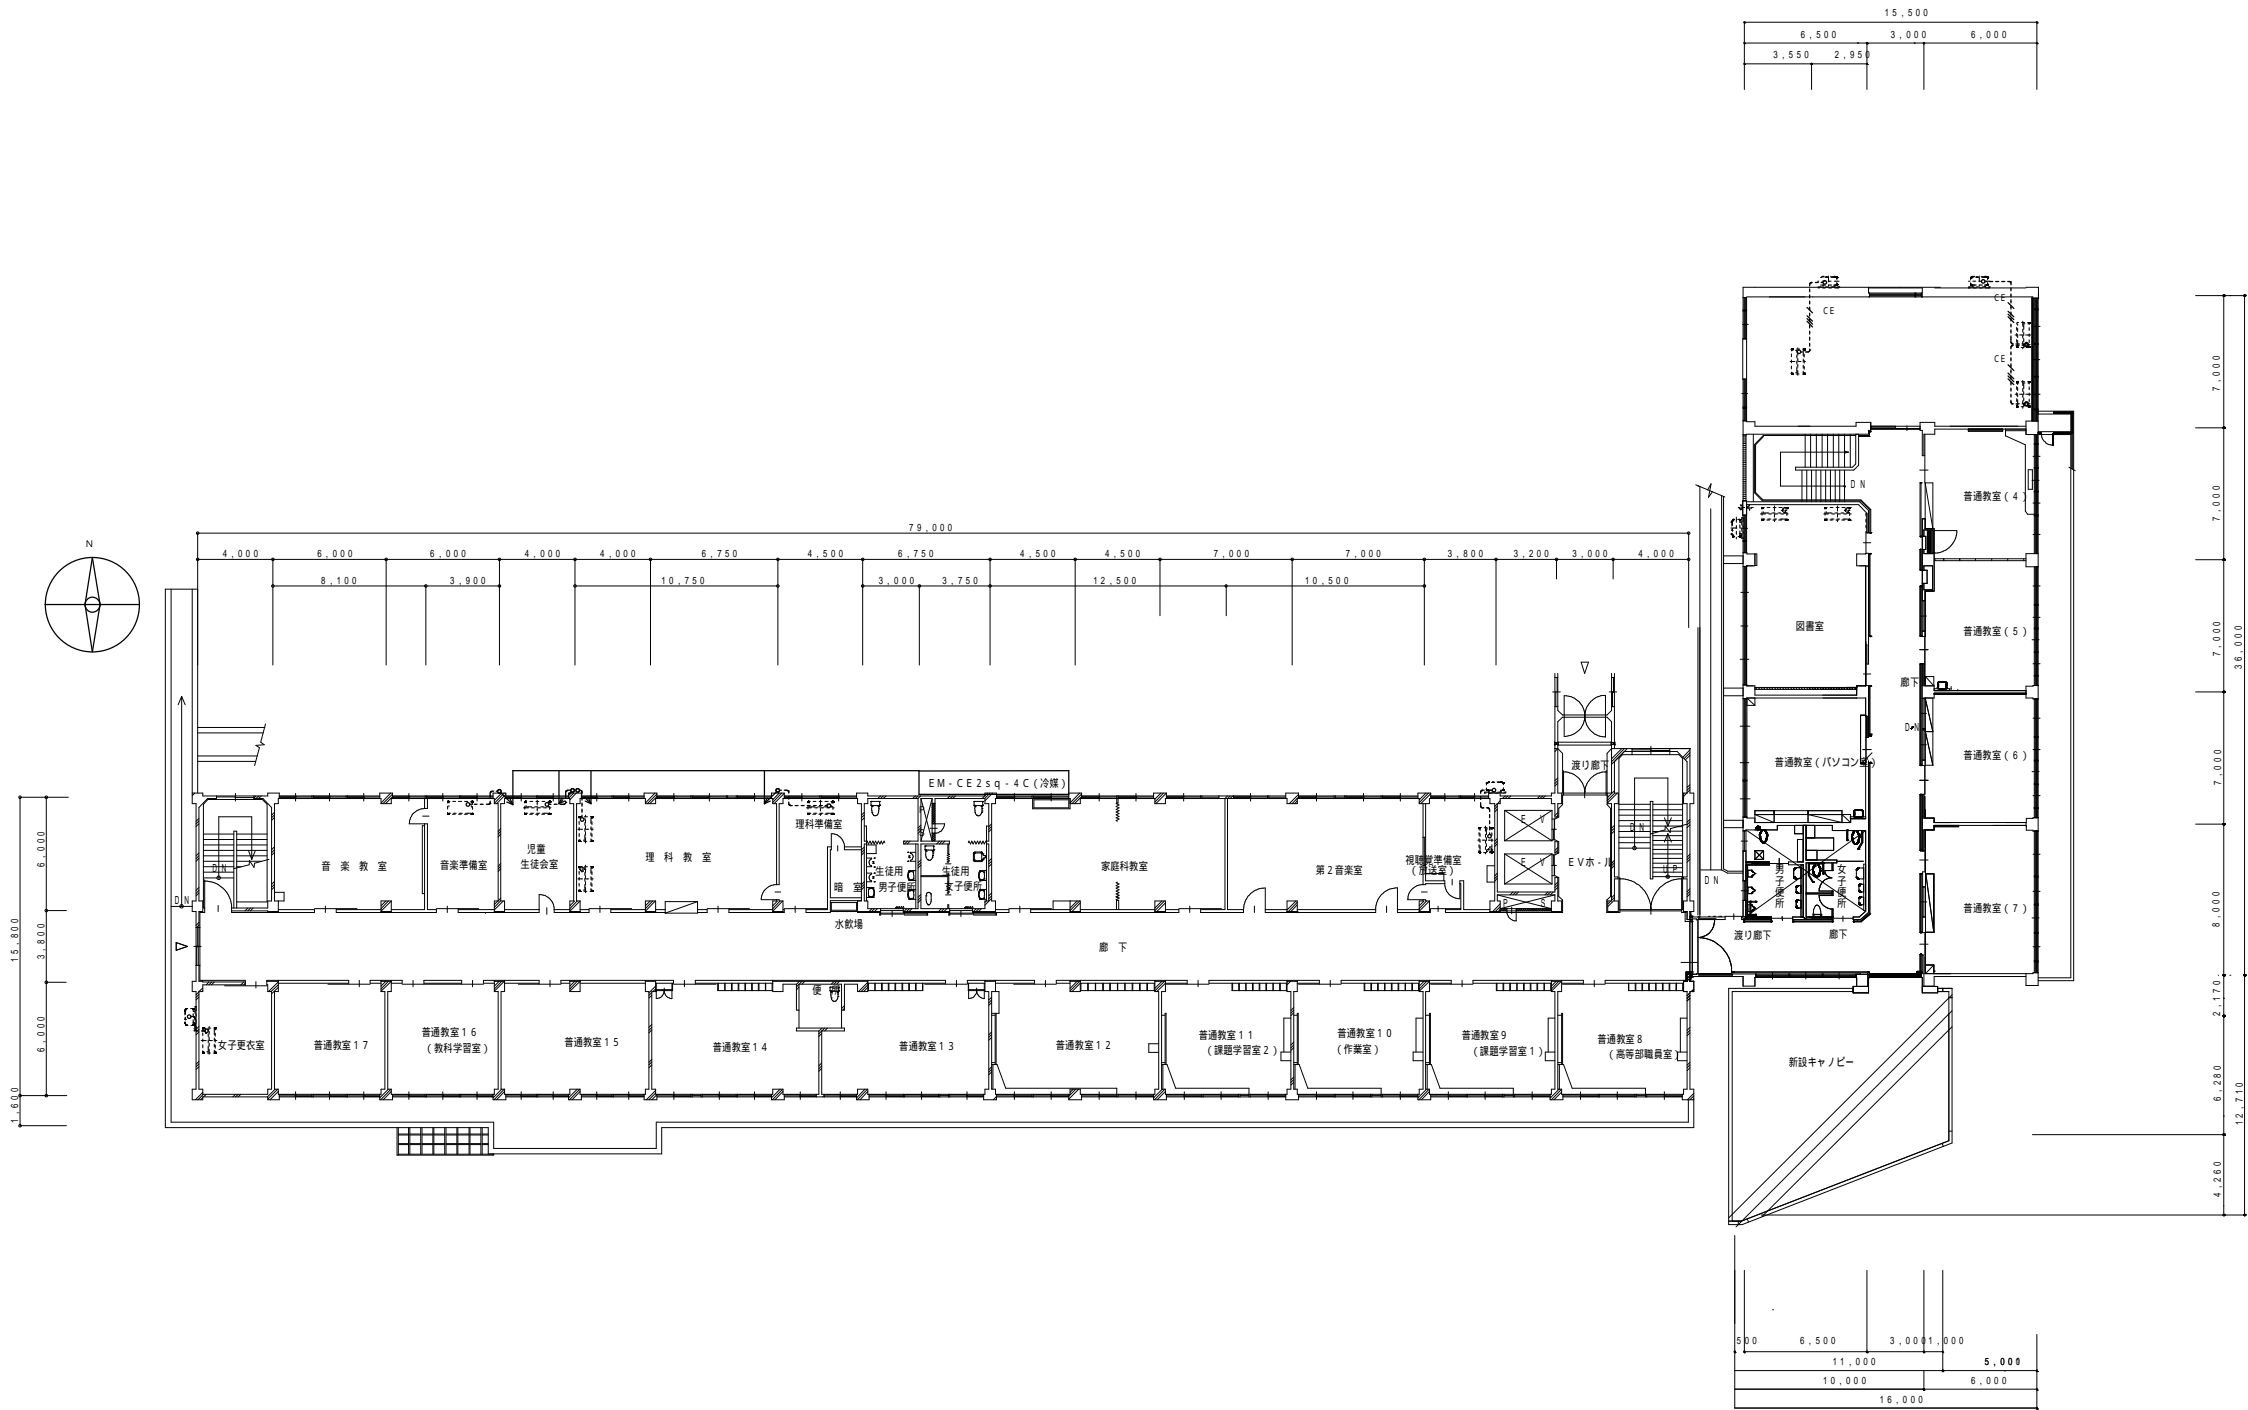 15,500
6,500 3,000 6,000
3,550 2,950
CE
CE
CE
7,000
7,000
7,000
36,000
7,000
8,000
2,170
6,280
12,710
4,260
DN
普通教室(4)
図書室
普通教室(5)
廊下
DN
普通教室(6)
普通教室(パソコン室)
普通教室(7)
男子便所
女子便所
DN
渡り廊下
廊下
新設キャノピー
N
79,000
4,000 6,000 6,000 4,000 4,000 6,750 4,500 6,750 4,500 4,500 7,000 7,000 3,800 3,200 3,000 4,000
8,100 3,900 10,750 3,000 3,750 12,500 10,500
EM-CE2sq-4C(冷媒)
渡り廊下
15,800
6,000
3,800
6,000
1,600
DN
DN
音楽教室
音楽準備室
児童
生徒会室
理科教室
理科準備室
暗室
生徒用
男子便所
生徒用
女子便所
家庭科教室
第2音楽室
視聴覚準備室
(放送室)
EV
EV
PS
EVホ-ル
DN
UP
水飲場
廊下
便
女子更衣室
普通教室17
普通教室16
(教科学習室)
普通教室15
普通教室14
普通教室13
普通教室12
普通教室11
(課題学習室2)
普通教室10
(作業室)
普通教室9
(課題学習室1)
普通教室8
(高等部職員室)
500 6,500 3,000 1,000
11,000 5,000
10,000 6,000
16,000